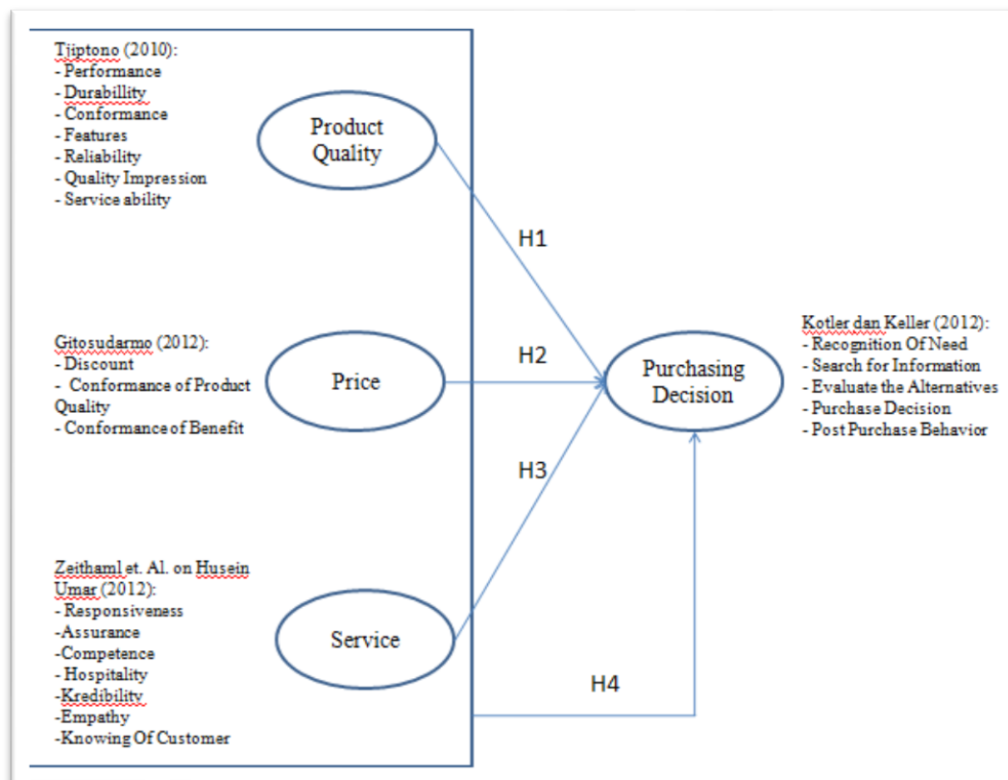 Tjiptono (2010):
- Performance
- Durabillity
- Conformance
- Features
- Reliability
- Quality Impression
- Service ability
Product
Quality
H1
Gitosudarmo (2012):
- Discount
- Conformance of Product
Quality
- Conformance of Benefit
Price
H2
Purchasing
Decision
Kotler dan Keller (2012):
- Recognition Of Need
- Search for Information
- Evaluate the Alternatives
- Purchase Decision
- Post Purchase Behavior
H3
Zeithaml et. Al. on Husein
Umar (2012):
- Responsiveness
-Assurance
-Competence
- Hospitality
-Kredibility
-Empathy
-Knowing Of Customer
Service
H4